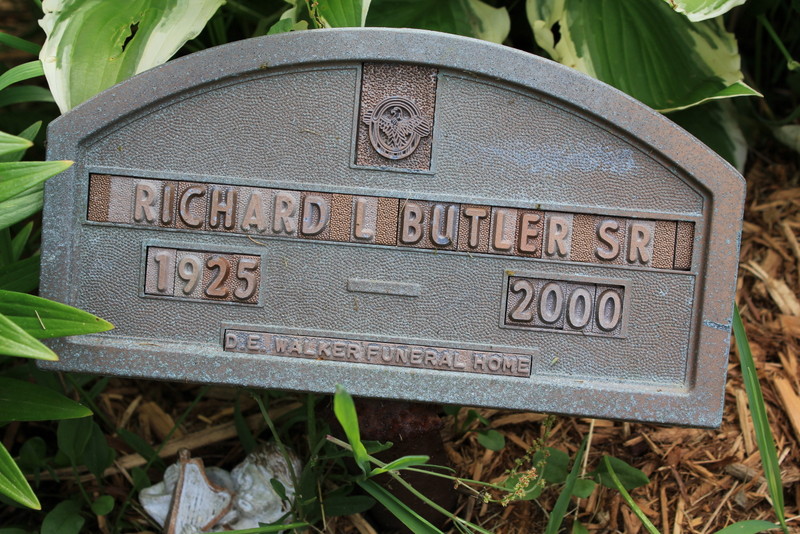 RICHARD L BUTLER SR
1925 — 2000
D.E. WALKER FUNERAL HOME